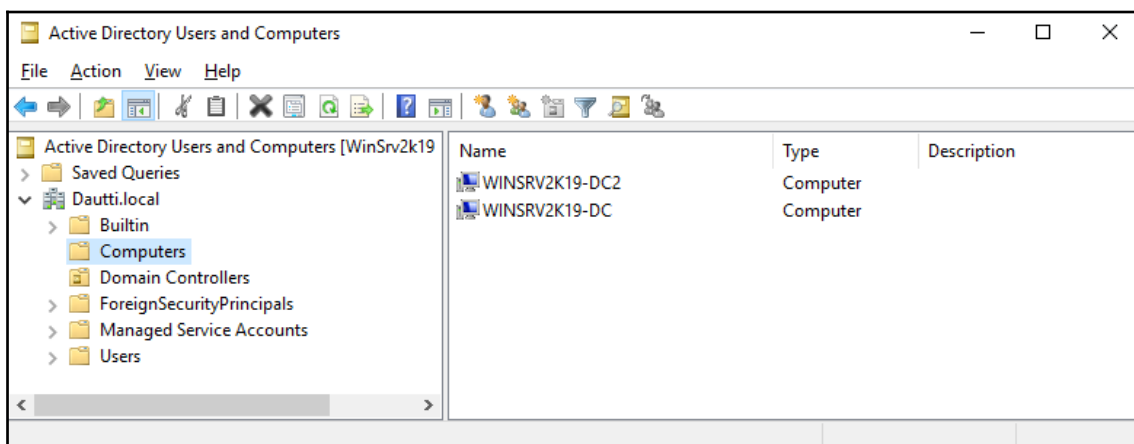 Active Directory Users and Computers
File Action View Help
Active Directory Users and Computers [WinSrv2k19
Saved Queries
Dautti.local
Builtin
Computers
Domain Controllers
ForeignSecurityPrincipals
Managed Service Accounts
Users
Name Type Description
WINSRV2K19-DC2 Computer
WINSRV2K19-DC Computer